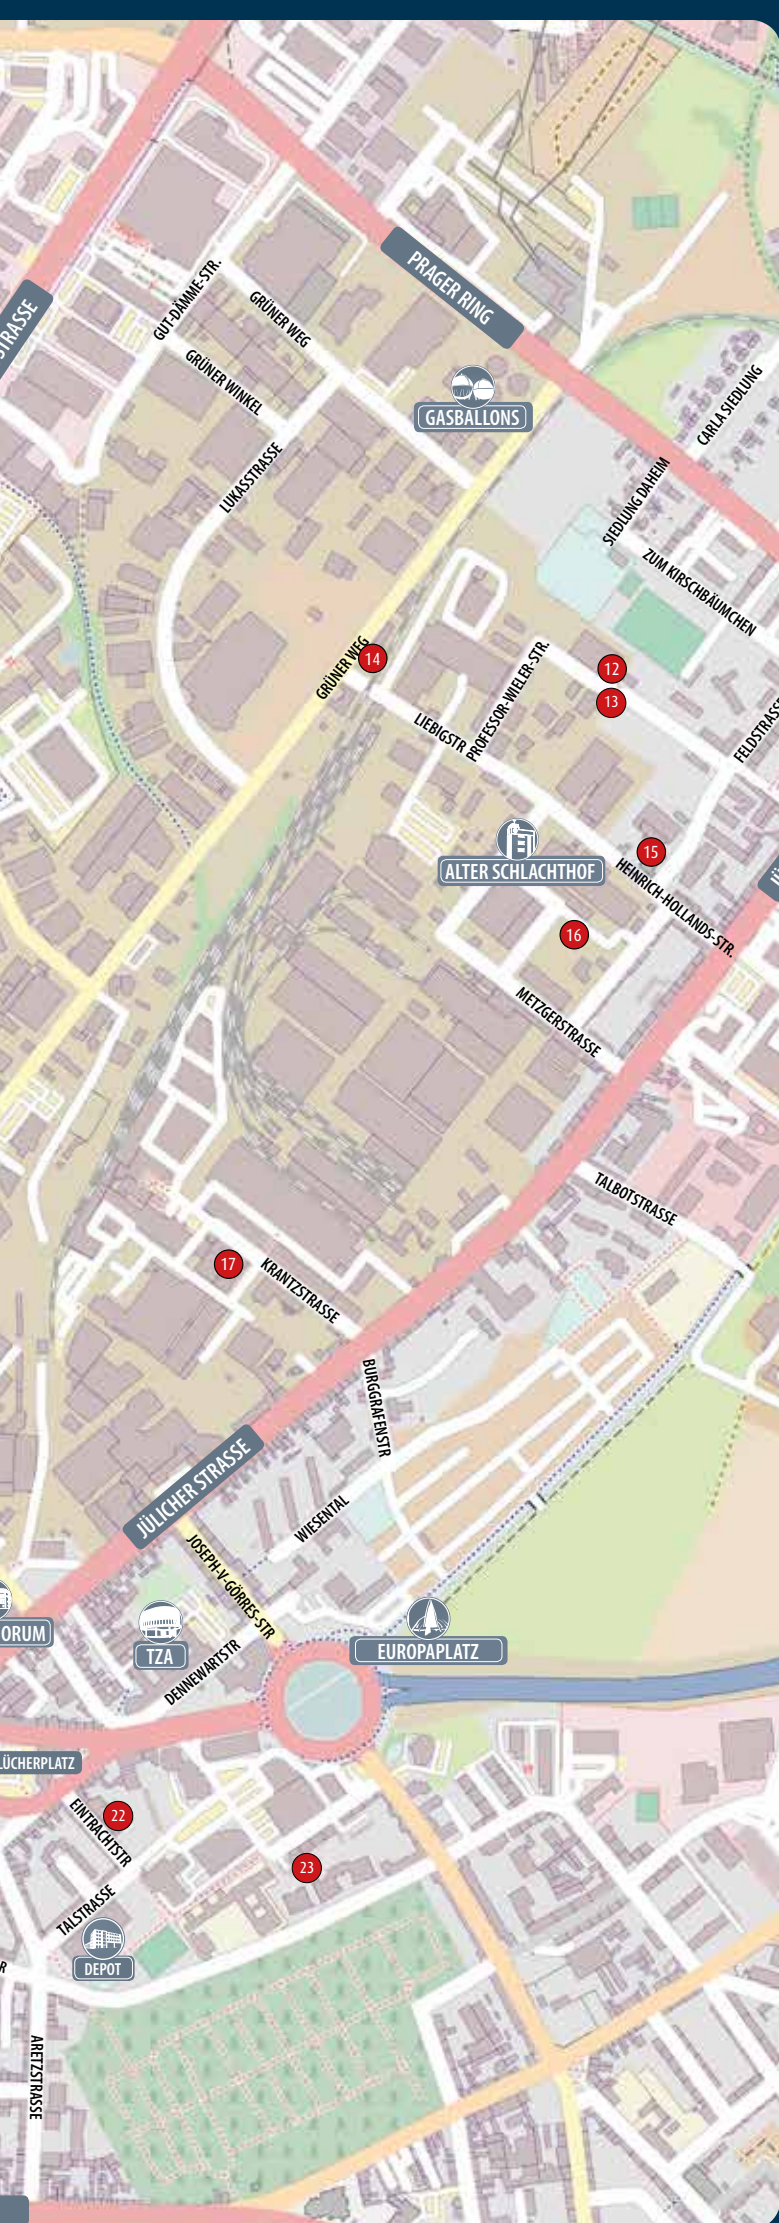 PRAGER RING
STRASSE
GUT-DÄMME-STR.
GRÜNER WEG
GRÜNER WINKEL
GASBALLONS
CARLA SIEDLUNG
LUKASSTRASSE
SIEDLUNG DAHEIM
ZUM KIRSCHBÄUMCHEN
GRÜNER WEG
14
12
13
PROFESSOR-WIELER-STR.
LIEBIGSTR
FELDSTRASSE
ALTER SCHLACHTHOF
15
HEINRICH-HOLLANDS-STR.
16
METZGERSTRASSE
TALBOTSTRASSE
17
KRANTZSTRASSE
BURGGRAFENSTR
JÜLICHER STRASSE
WIESENTAL
JOSEPH-V-GÖRRES-STR
ORUM
TZA
EUROPAPLATZ
DENNEWARTSTR
LÜCHERPLATZ
22
EINTRACHTSTR
23
TALSTRASSE
DEPOT
R
ARETZSTRASSE